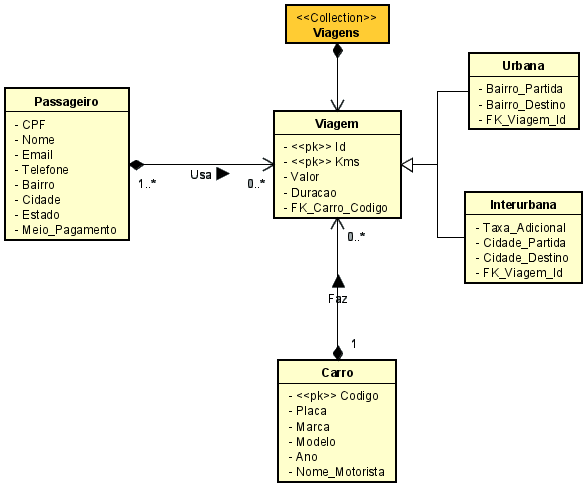 <<Collection>>
Viagens
Passageiro
- CPF
- Nome
- Email
- Telefone
- Bairro
- Cidade
- Estado
- Meio_Pagamento
1..*
Usa
0..*
Viagem
- <<pk>> Id
- <<pk>> Kms
- Valor
- Duracao
- FK_Carro_Codigo
0..*
Urbana
- Bairro_Partida
- Bairro_Destino
- FK_Viagem_Id
Interurbana
- Taxa_Adicional
- Cidade_Partida
- Cidade_Destino
- FK_Viagem_Id
Faz
1
Carro
- <<pk>> Codigo
- Placa
- Marca
- Modelo
- Ano
- Nome_Motorista